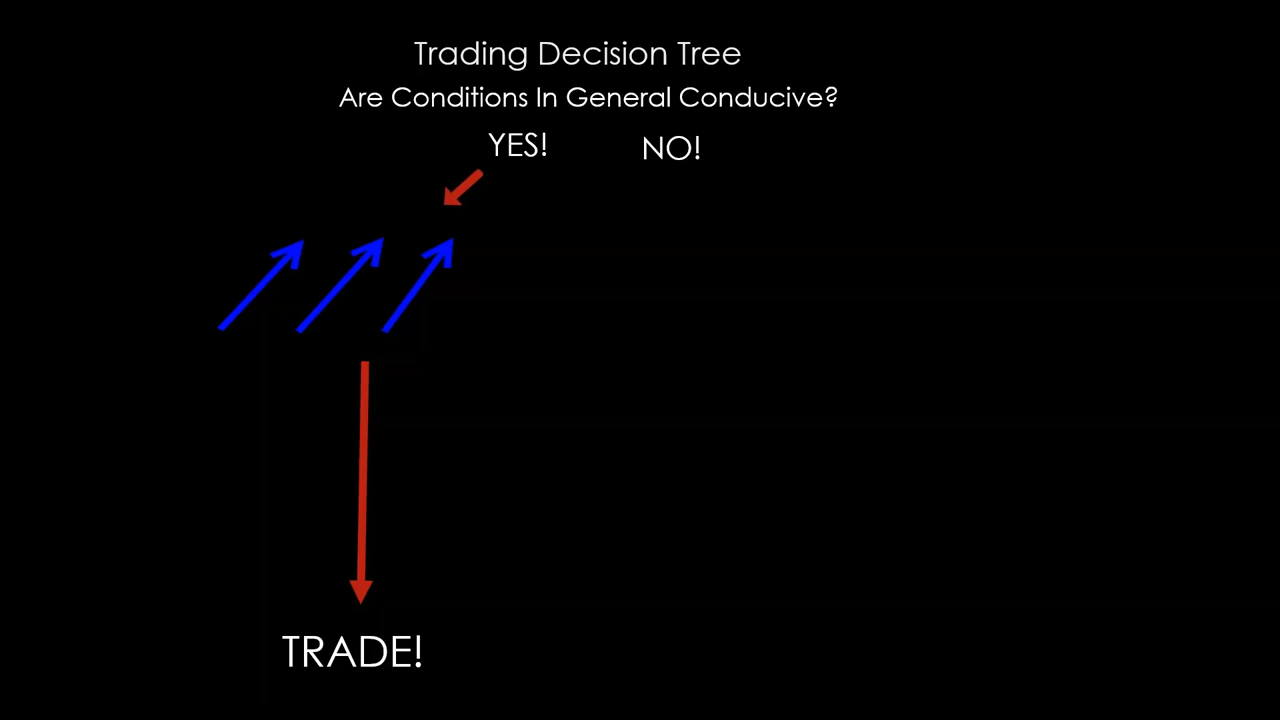 Trading Decision Tree
Are Conditions In General Conducive?
YES! NO!
TRADE!